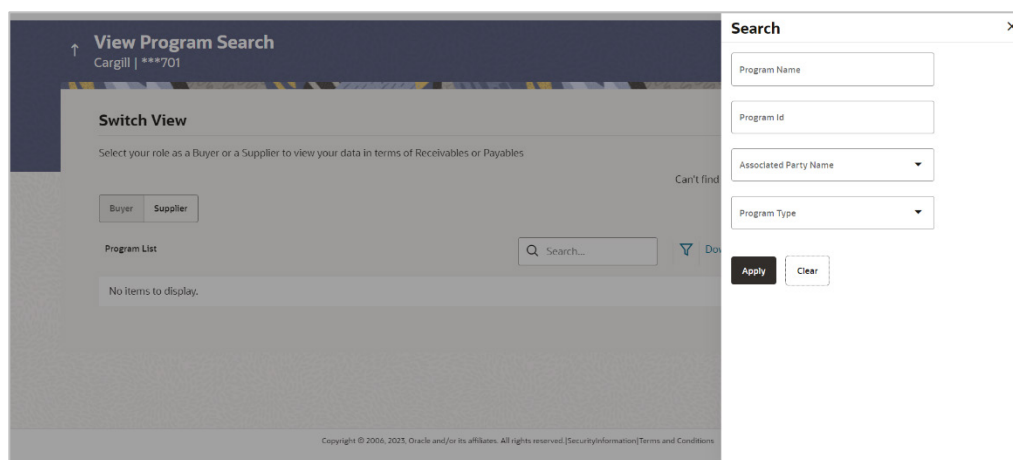 View Program Search
Cargill | ***701
Switch View
Select your role as a Buyer or a Supplier to view your data in terms of Receivables or Payables
Can't find
Buyer Supplier
Program List
Search...
No items to display.
Copyright © 2006, 2023, Oracle and/or its affiliates. All rights reserved.|SecurityInformation|Terms and Conditions
Search
Program Name
Program Id
Associated Party Name
Program Type
Apply Clear